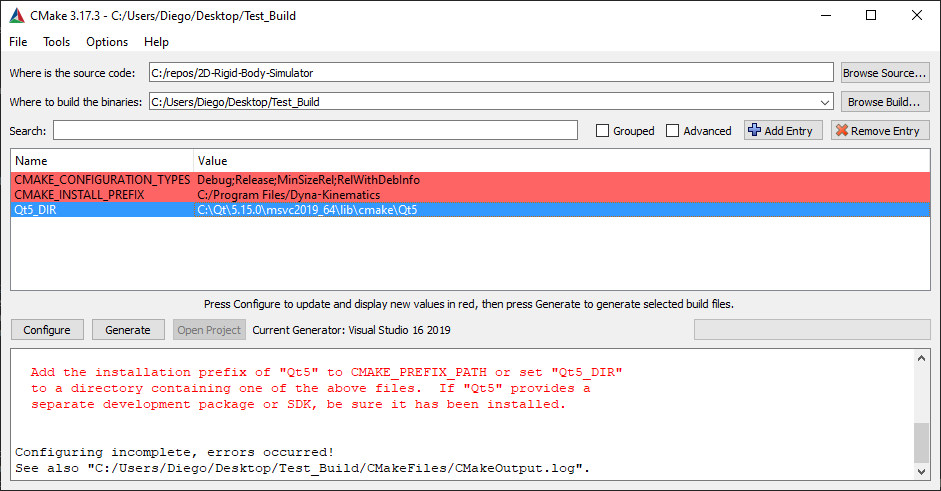 CMake 3.17.3 - C:/Users/Diego/Desktop/Test_Build
File Tools Options Help
Where is the source code: C:/repos/2D-Rigid-Body-Simulator Browse Source...
Where to build the binaries: C:/Users/Diego/Desktop/Test_Build Browse Build...
Search: Grouped Advanced Add Entry Remove Entry
Name Value
CMAKE_CONFIGURATION_TYPES Debug;Release;MinSizeRel;RelWithDebInfo
CMAKE_INSTALL_PREFIX C:/Program Files/Dyna-Kinematics
Qt5_DIR C:\Qt\5.15.0\msvc2019_64\lib\cmake\Qt5
Press Configure to update and display new values in red, then press Generate to generate selected build files.
Configure Generate Open Project Current Generator: Visual Studio 16 2019
Add the installation prefix of "Qt5" to CMAKE_PREFIX_PATH or set "Qt5_DIR"
to a directory containing one of the above files.  If "Qt5" provides a
separate development package or SDK, be sure it has been installed.
Configuring incomplete, errors occurred!
See also "C:/Users/Diego/Desktop/Test_Build/CMakeFiles/CMakeOutput.log".